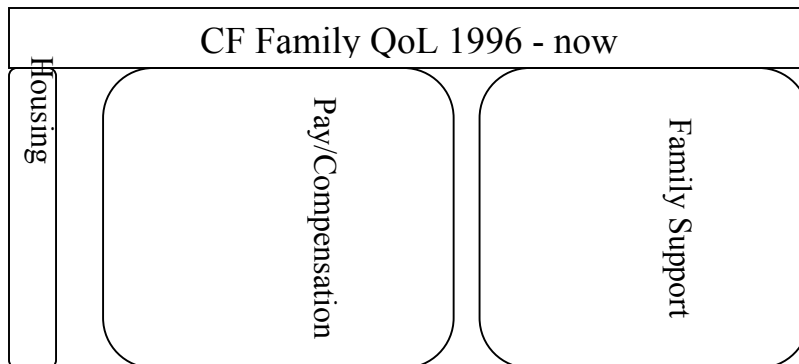 CF Family QoL 1996 - now
Housing
Pay/Compensation
Family Support